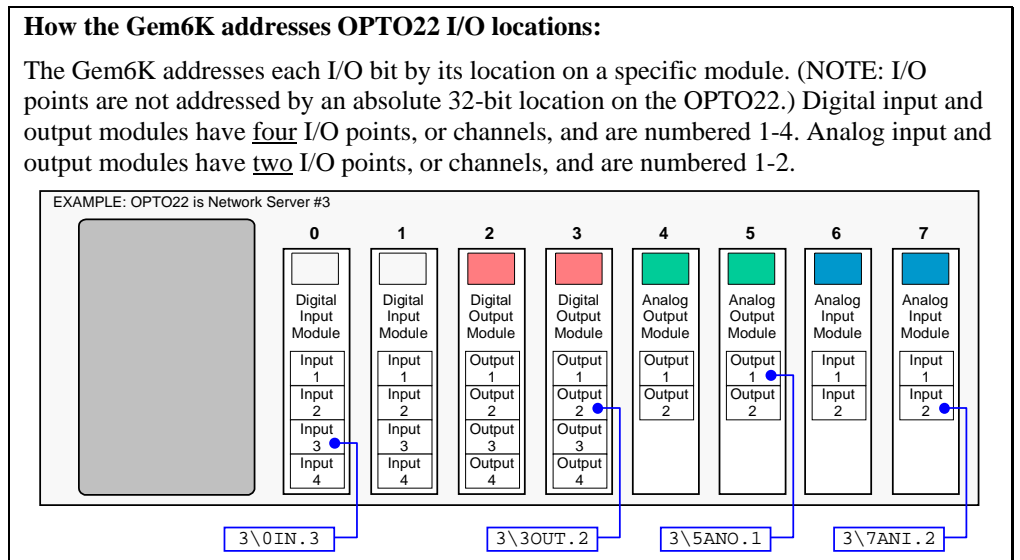 How the Gem6K addresses OPTO22 I/O locations:
The Gem6K addresses each I/O bit by its location on a specific module. (NOTE: I/O
points are not addressed by an absolute 32-bit location on the OPTO22.) Digital input and
output modules have four I/O points, or channels, and are numbered 1-4. Analog input and
output modules have two I/O points, or channels, and are numbered 1-2.
EXAMPLE: OPTO22 is Network Server #3
0
Digital
Input
Module
Input
1
Input
2
Input
3
Input
4
1
Digital
Input
Module
Input
1
Input
2
Input
3
Input
4
2
Digital
Output
Module
Output
1
Output
2
Output
3
Output
4
3
Digital
Output
Module
Output
1
Output
2
Output
3
Output
4
4
Analog
Output
Module
Output
1
Output
2
5
Analog
Output
Module
Output
1
Output
2
6
Analog
Input
Module
Input
1
Input
2
7
Analog
Input
Module
Input
1
Input
2
3\0IN.3
3\3OUT.2
3\5ANO.1
3\7ANI.2